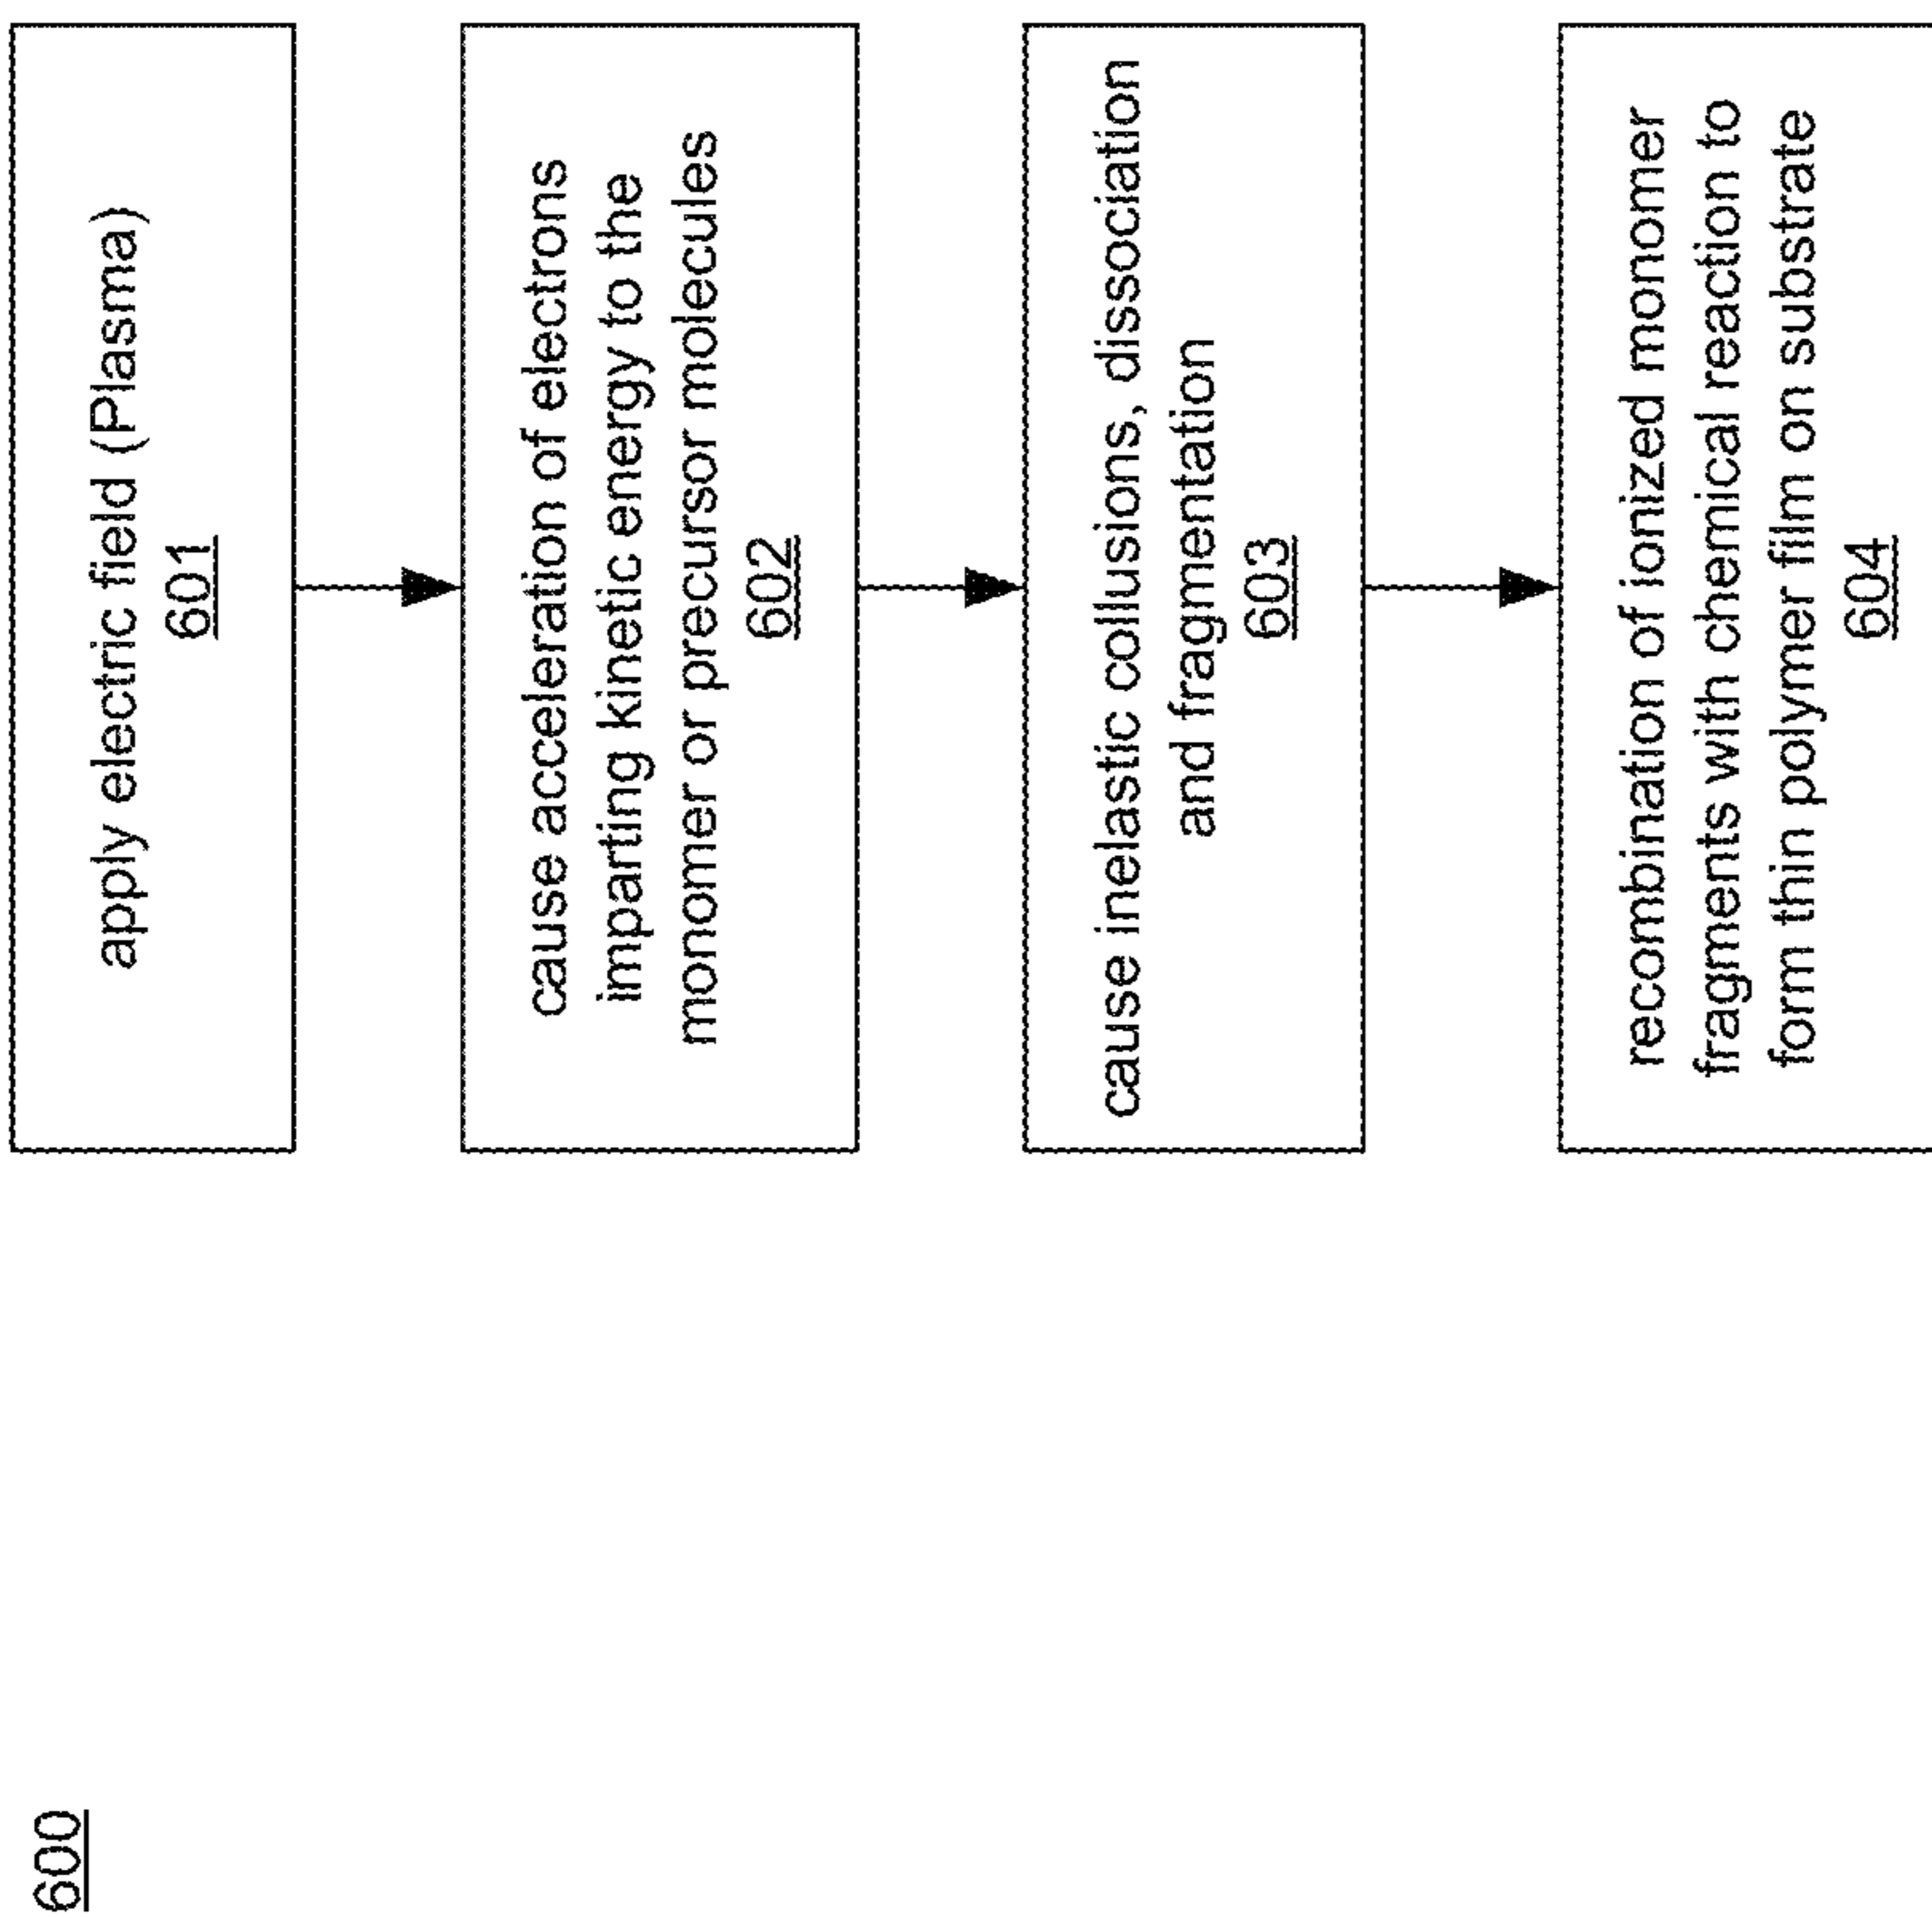 600
apply electric field (Plasma)
601
cause acceleration of electrons
imparting kinetic energy to the
monomer or precursor molecules
602
cause inelastic collusions, dissociation
and fragmentation
603
recombination of ionized monomer
fragments with chemical reaction to
form thin polymer film on substrate
604